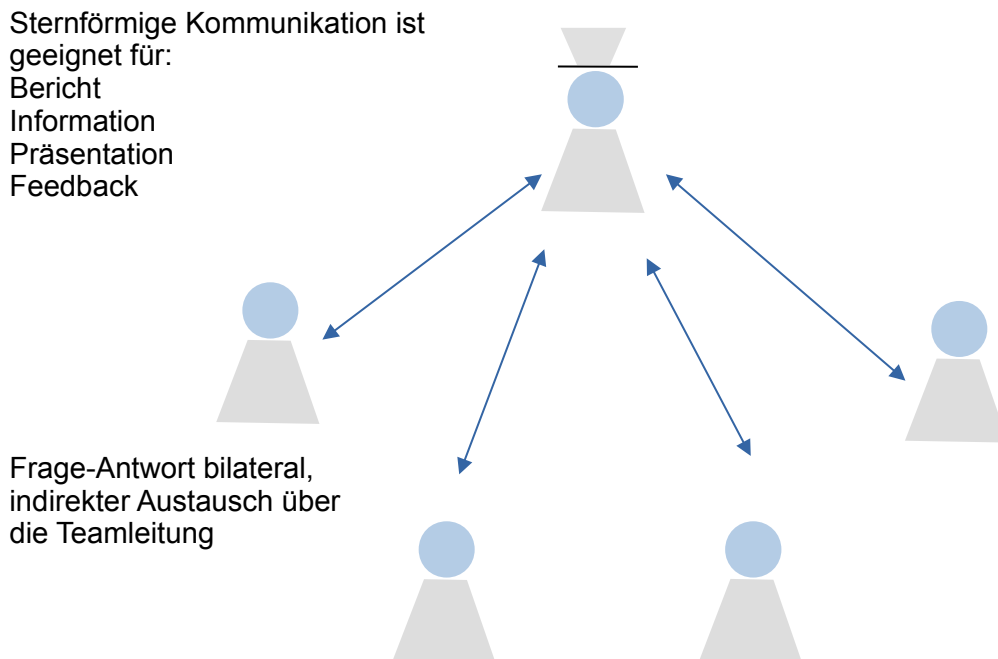 Sternförmige Kommunikation ist
geeignet für:
Bericht
Information
Präsentation
Feedback
Frage-Antwort bilateral,
indirekter Austausch über
die Teamleitung